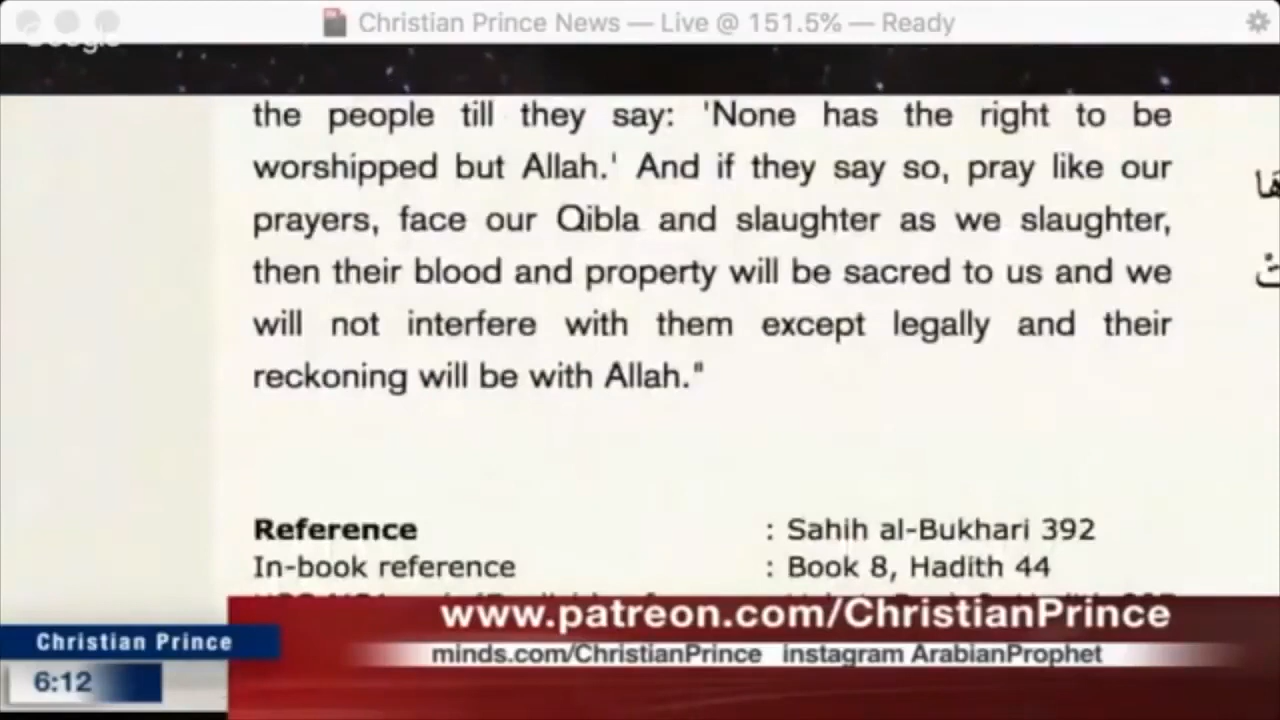 Christian Prince News — Live @ 151.5% — Ready
Google
the people till they say: 'None has the right to be
worshipped but Allah.' And if they say so, pray like our
prayers, face our Qibla and slaughter as we slaughter,
then their blood and property will be sacred to us and we
will not interfere with them except legally and their
reckoning will be with Allah."
Reference : Sahih al-Bukhari 392
In-book reference : Book 8, Hadith 44
www.patreon.com/ChristianPrince
Christian Prince
minds.com/ChristianPrince instagram ArabianProphet
6:12